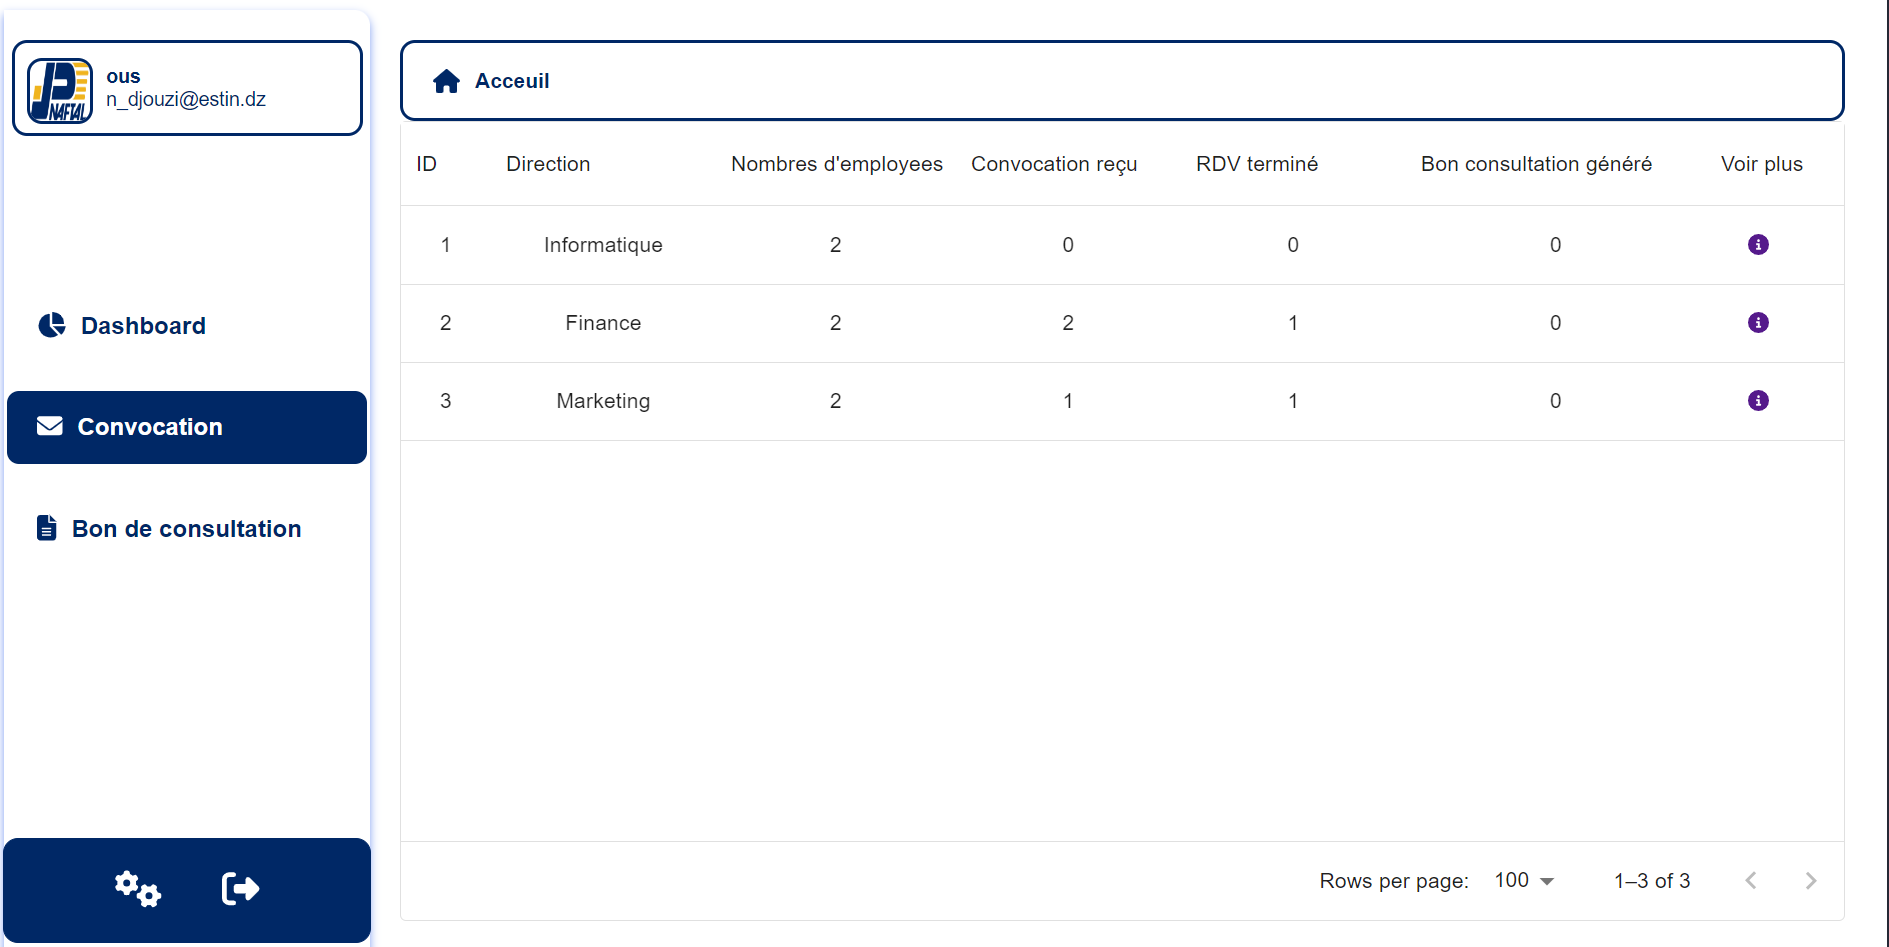 NAFTAL
ous
n_djouzi@estin.dz
Dashboard
Convocation
Bon de consultation
Acceuil
ID Direction Nombres d'employees Convocation reçu RDV terminé Bon consultation généré Voir plus
1 Informatique 2 0 0 0
2 Finance 2 2 1 0
3 Marketing 2 1 1 0
Rows per page: 100 1–3 of 3